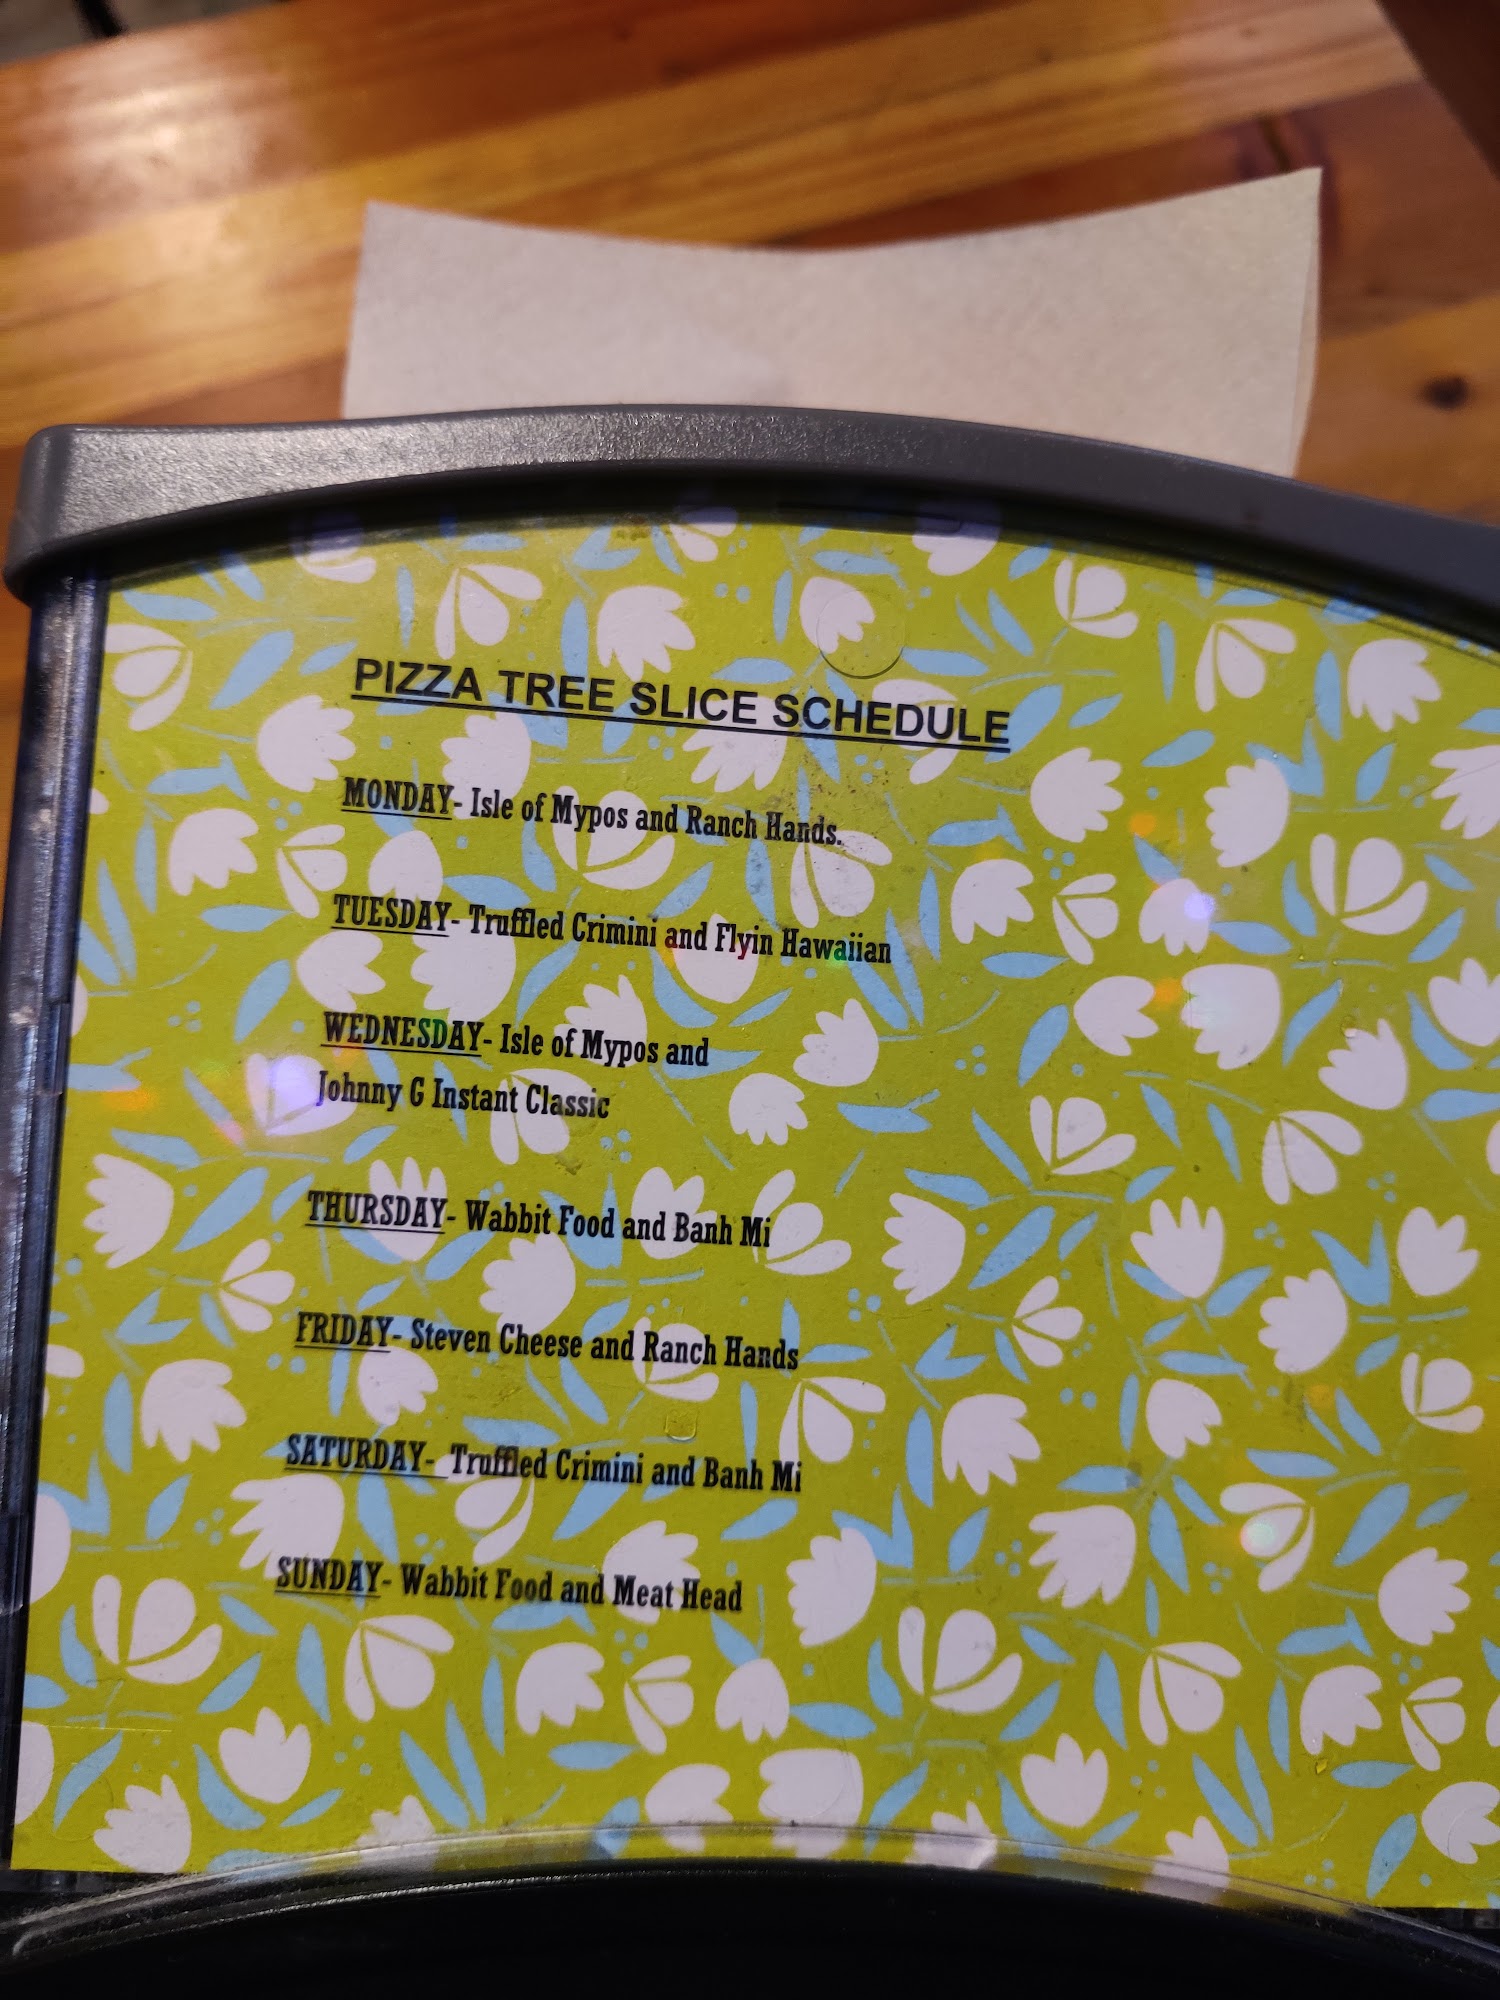 PIZZA TREE SLICE SCHEDULE
MONDAY- Isle of Mypos and Ranch Hands.
TUESDAY- Truffled Crimini and Flyin Hawaiian
WEDNESDAY- Isle of Mypos and
Johnny G Instant Classic
THURSDAY- Wabbit Food and Banh Mi
FRIDAY- Steven Cheese and Ranch Hands
SATURDAY- Truffled Crimini and Banh Mi
SUNDAY- Wabbit Food and Meat Head